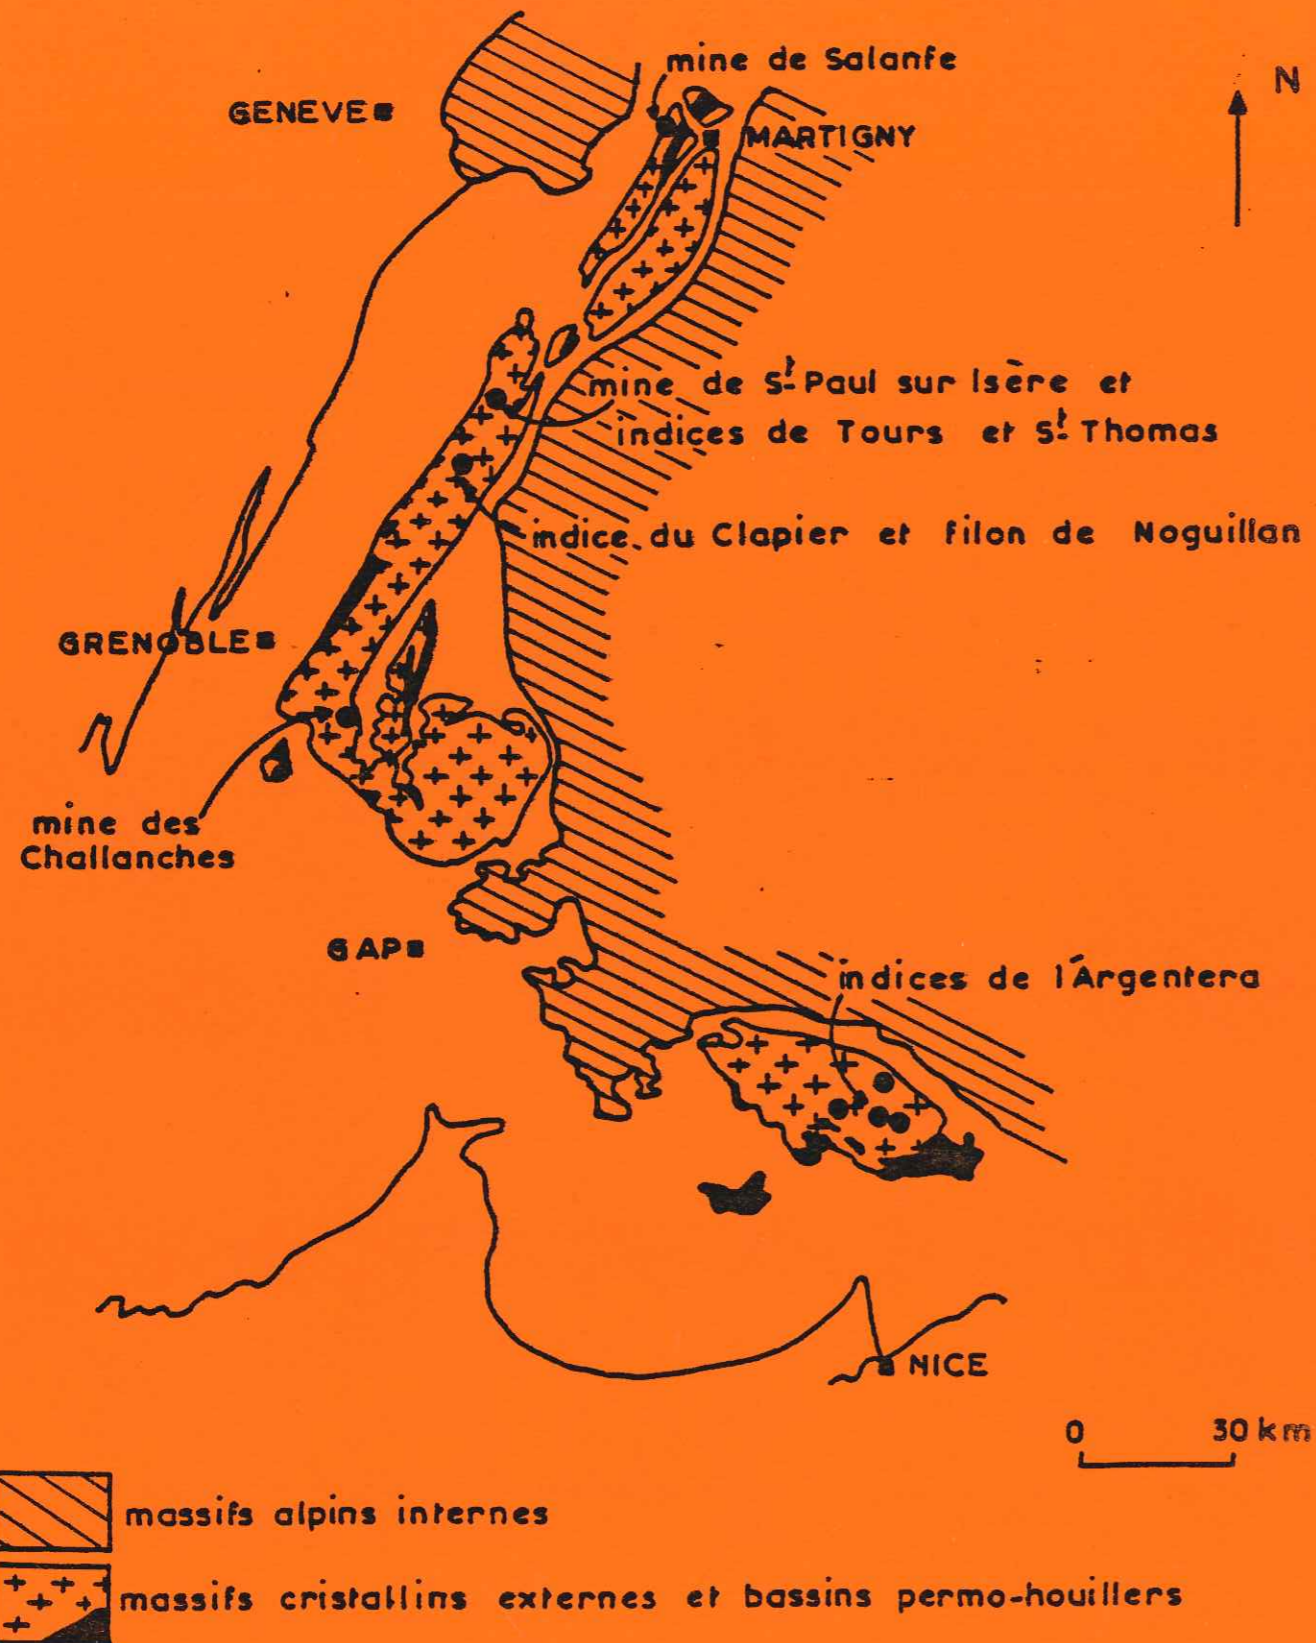 mine de Salanfe
N
GENEVE
MARTIGNY
mine de St Paul sur Isère et
indices de Tours et St Thomas
indice du Clapier et filon de Noguillan
GRENOBLE
mine des
Challanches
GAP
indices de l'Argentera
NICE
0 30 km
massifs alpins internes
massifs cristallins externes et bassins permo-houillers